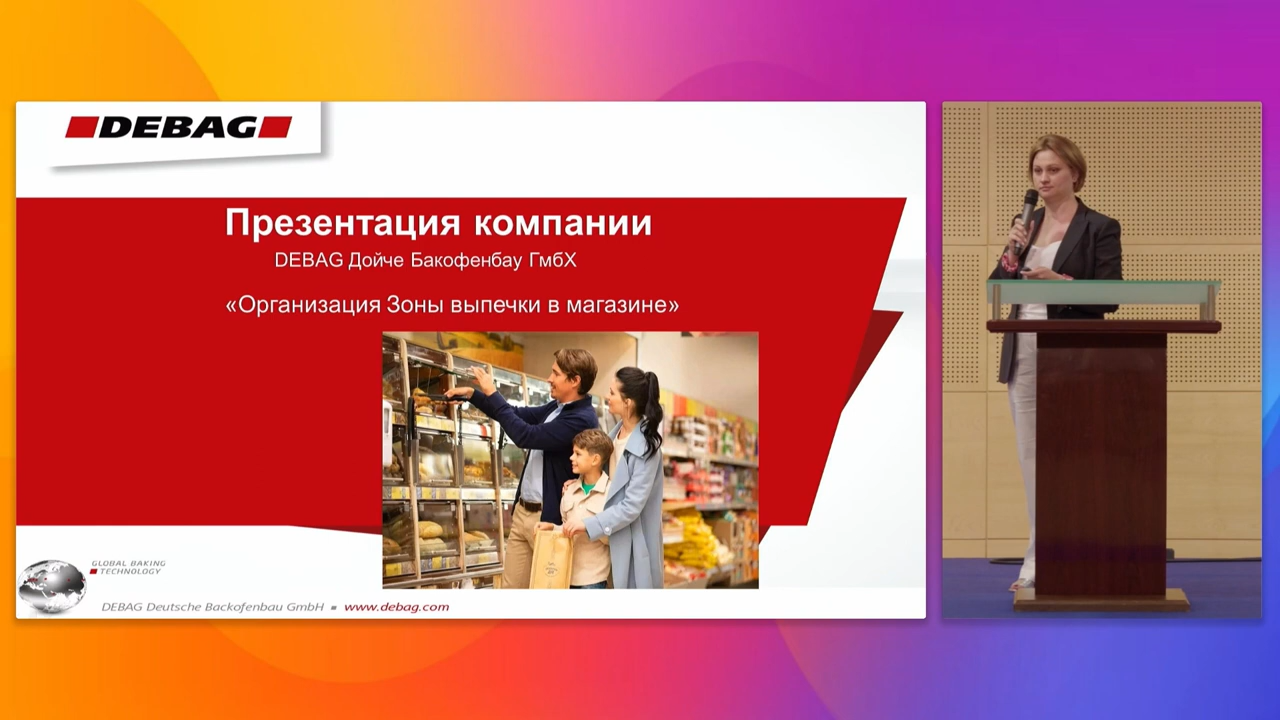 DEBAG
Презентация компании
DEBAG Дойче Бакофенбау ГмбХ
«Организация Зоны выпечки в магазине»
GLOBAL BAKING
TECHNOLOGY
DEBAG Deutsche Backofenbau GmbH ▪ www.debag.com